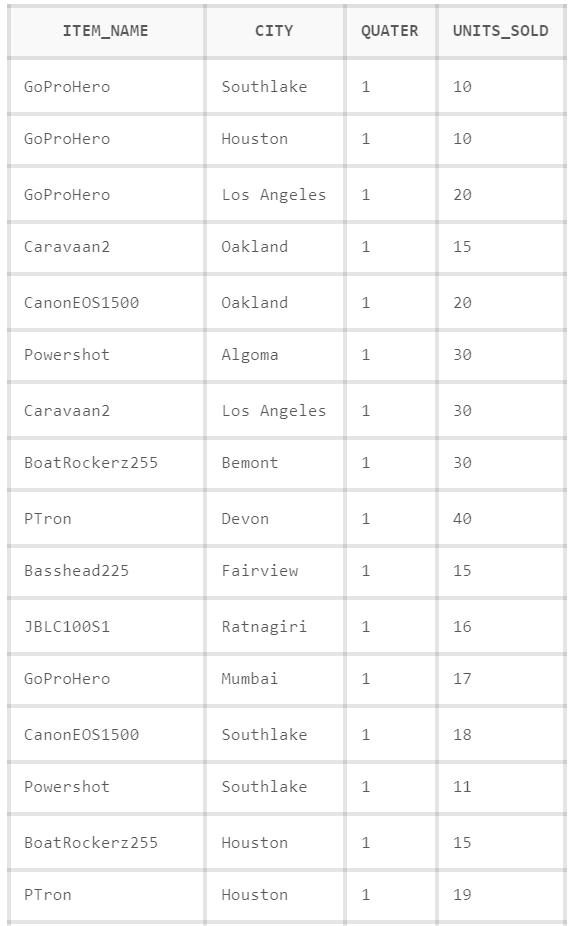 ITEM_NAME CITY QUATER UNITS_SOLD
GoProHero Southlake 1 10
GoProHero Houston 1 10
GoProHero Los Angeles 1 20
Caravaan2 Oakland 1 15
CanonEOS1500 Oakland 1 20
Powershot Algoma 1 30
Caravaan2 Los Angeles 1 30
BoatRockerz255 Bemont 1 30
PTron Devon 1 40
Basshead225 Fairview 1 15
JBLC100S1 Ratnagiri 1 16
GoProHero Mumbai 1 17
CanonEOS1500 Southlake 1 18
Powershot Southlake 1 11
BoatRockerz255 Houston 1 15
PTron Houston 1 19